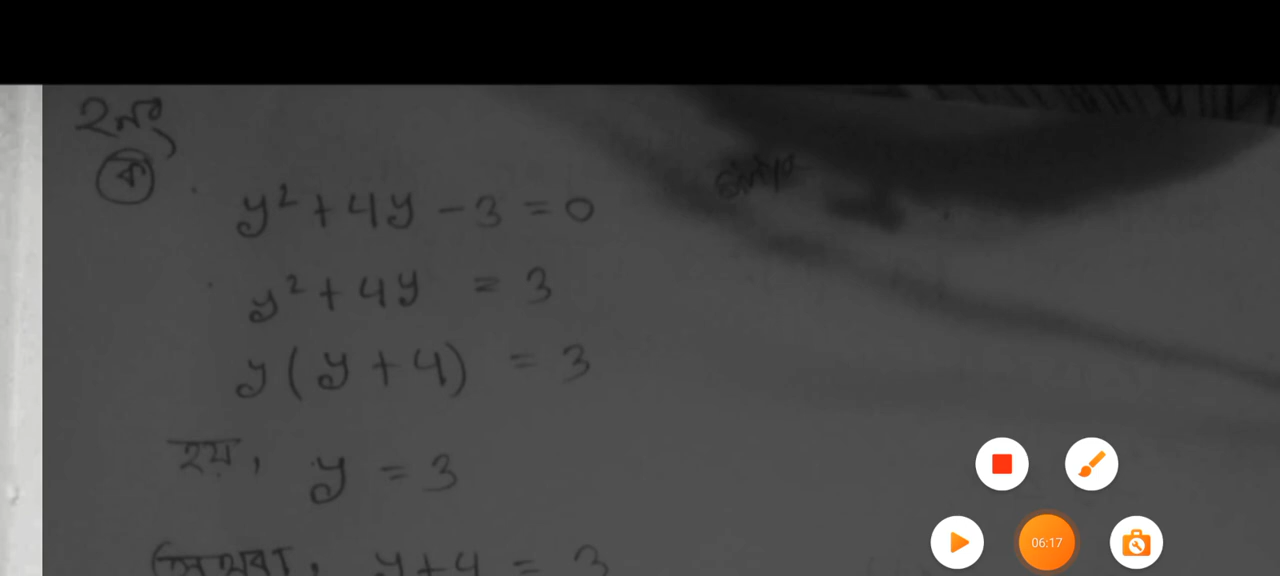 ২নং
ক
y² + 4y - 3 = 0
y² + 4y = 3
y(y + 4) = 3
হয়, y = 3
অথবা, y + 4 = 3
06:17